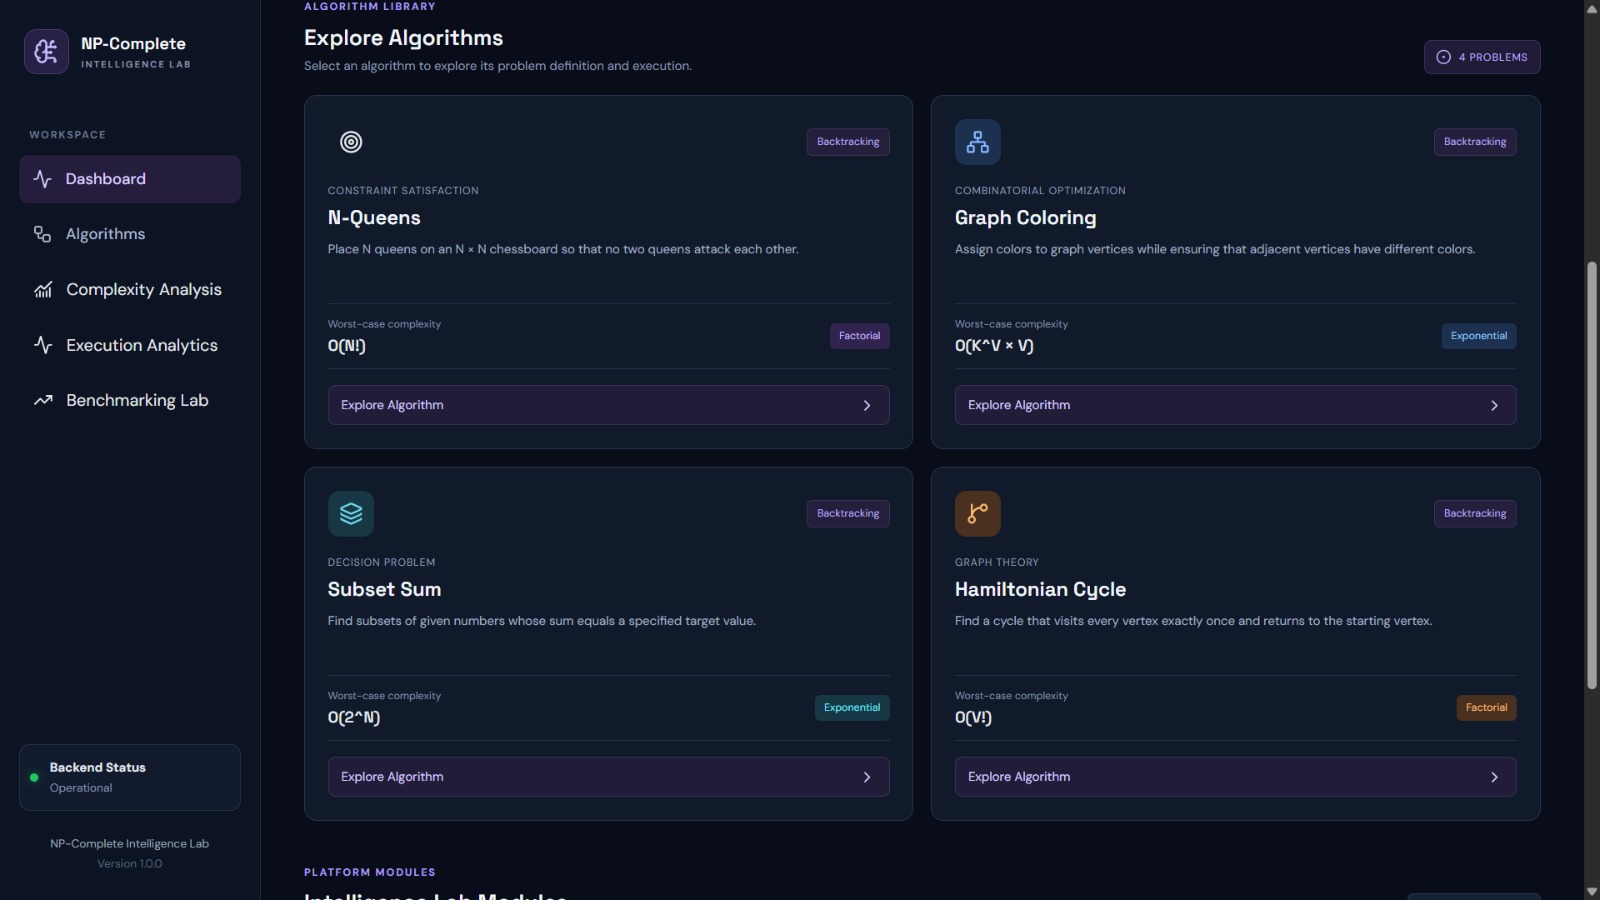 NP-Complete
INTELLIGENCE LAB
WORKSPACE
Dashboard
Algorithms
Complexity Analysis
Execution Analytics
Benchmarking Lab
Backend Status
Operational
NP-Complete Intelligence Lab
Version 1.0.0
ALGORITHM LIBRARY
Explore Algorithms
Select an algorithm to explore its problem definition and execution.
4 PROBLEMS
Backtracking
CONSTRAINT SATISFACTION
N-Queens
Place N queens on an N × N chessboard so that no two queens attack each other.
Worst-case complexity
O(N!)
Factorial
Explore Algorithm
Backtracking
COMBINATORIAL OPTIMIZATION
Graph Coloring
Assign colors to graph vertices while ensuring that adjacent vertices have different colors.
Worst-case complexity
O(K^V × V)
Exponential
Explore Algorithm
Backtracking
DECISION PROBLEM
Subset Sum
Find subsets of given numbers whose sum equals a specified target value.
Worst-case complexity
O(2^N)
Exponential
Explore Algorithm
Backtracking
GRAPH THEORY
Hamiltonian Cycle
Find a cycle that visits every vertex exactly once and returns to the starting vertex.
Worst-case complexity
O(V!)
Factorial
Explore Algorithm
PLATFORM MODULES
Intelligence Lab Modules